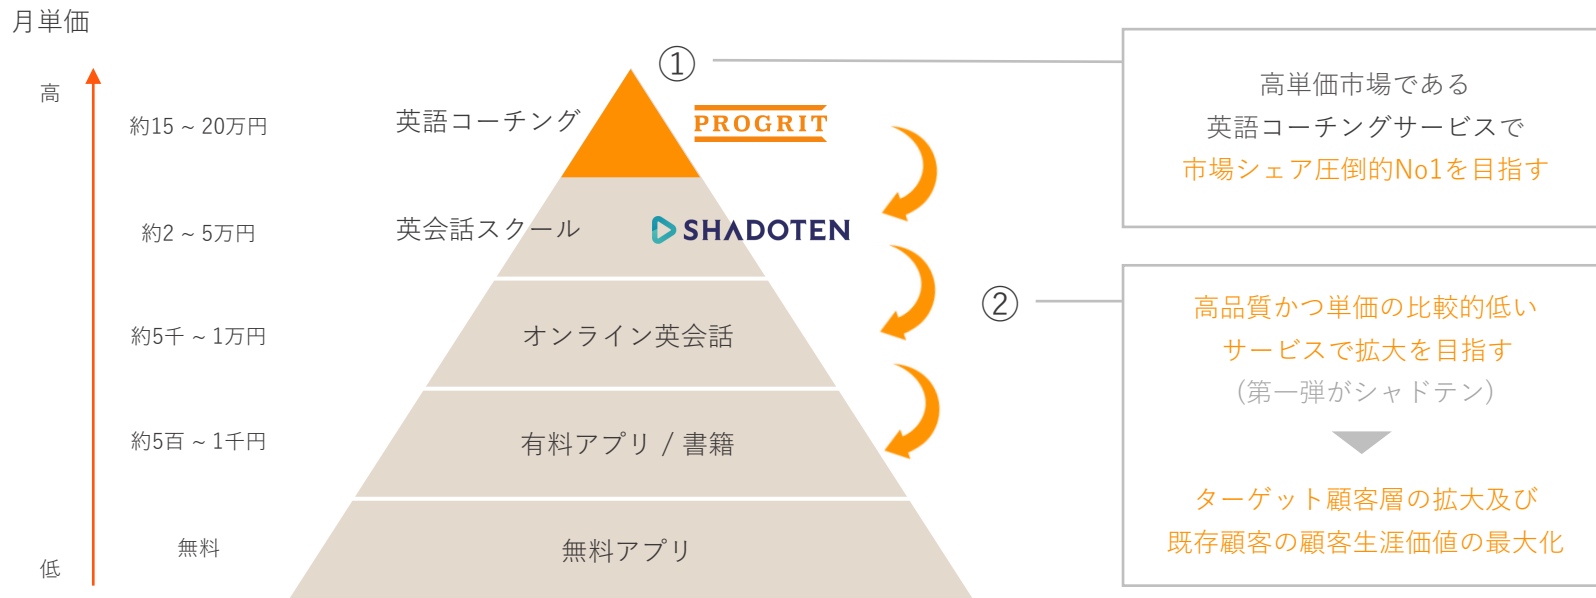 月単価
高
約15 ~ 20万円
英語コーチング
①
PROGRIT
約2 ~ 5万円
英会話スクール
SHADOTEN
約5千 ~ 1万円
オンライン英会話
約5百 ~ 1千円
有料アプリ / 書籍
無料
無料アプリ
低
高単価市場である
英語コーチングサービスで
市場シェア圧倒的No1を目指す
②
高品質かつ単価の比較的低い
サービスで拡大を目指す
(第一弾がシャドテン)
ターゲット顧客層の拡大及び
既存顧客の顧客生涯価値の最大化